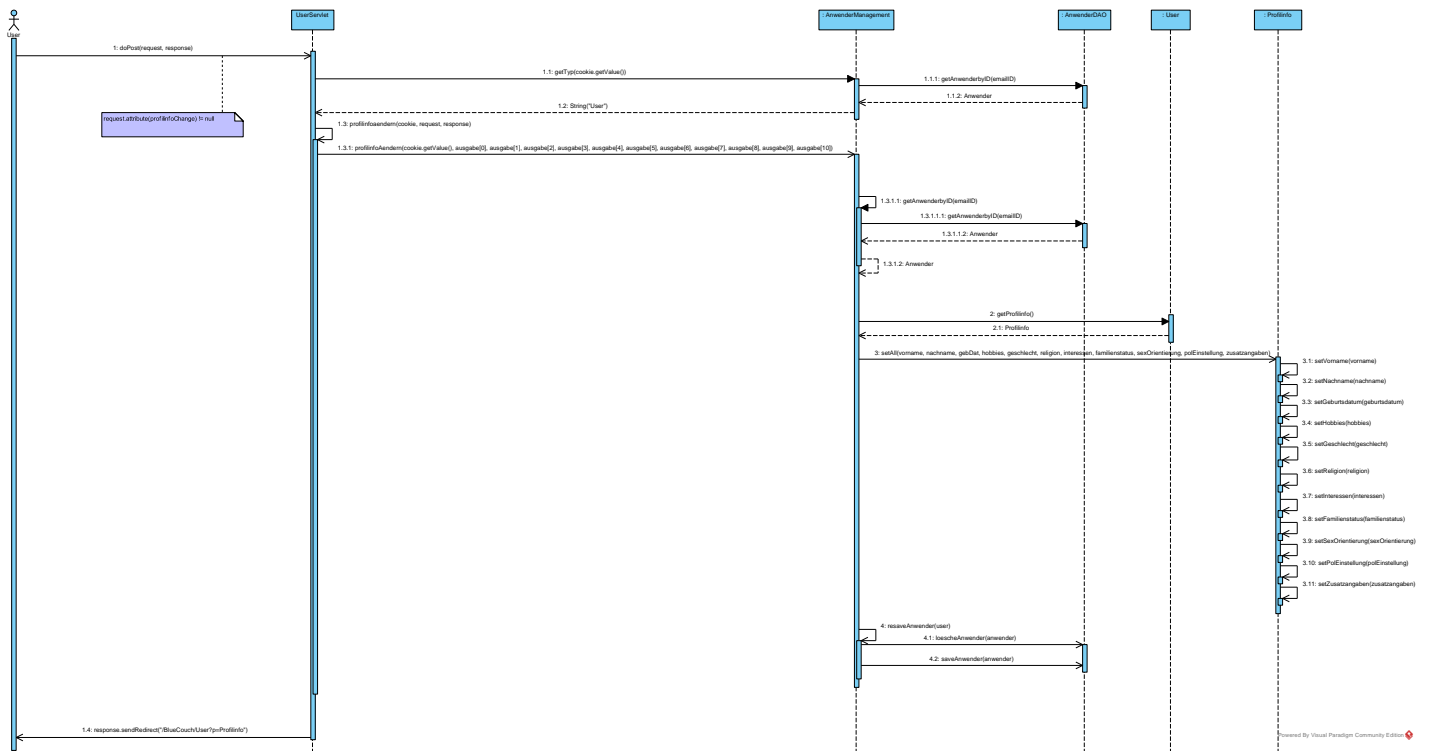 UserServlet
: AnwenderManagement
: AnwenderDAO
: User
: Profilinfo
User
1: doPost(request, response)
1.1: getTyp(cookie.getValue())
1.1.1: getAnwenderbyID(emailID)
1.1.2: Anwender
1.2: String("User")
request.attribute(profilInfoChange) != null
1.3: profilinfoaendern(cookie, request, response)
1.3.1: profilinfoAendern(cookie.getValue(), ausgabe[0], ausgabe[1], ausgabe[2], ausgabe[3], ausgabe[4], ausgabe[5], ausgabe[6], ausgabe[7], ausgabe[8], ausgabe[9], ausgabe[10])
1.3.1.1: getAnwenderbyID(emailID)
1.3.1.1.1: getAnwenderbyID(emailID)
1.3.1.1.2: Anwender
1.3.1.2: Anwender
2: getProfilinfo()
2.1: Profilinfo
3: setAll(vorname, nachname, gebDat, hobbies, geschlecht, religion, interessen, familienstatus, sexOrientierung, polEinstellung, zusatzangaben)
3.1: setVorname(vorname)
3.2: setNachname(nachname)
3.3: setGeburtsdatum(geburtsdatum)
3.4: setHobbies(hobbies)
3.5: setGeschlecht(geschlecht)
3.6: setReligion(religion)
3.7: setInteressen(interessen)
3.8: setFamilienstatus(familienstatus)
3.9: setSexOrientierung(sexOrientierung)
3.10: setPolEinstellung(polEinstellung)
3.11: setZusatzangaben(zusatzangaben)
4: resaveAnwender(user)
4.1: loescheAnwender(anwender)
4.2: saveAnwender(anwender)
1.4: response.sendRedirect("/BlueCouch/User?p=Profilinfo")
Powered By Visual Paradigm Community Edition